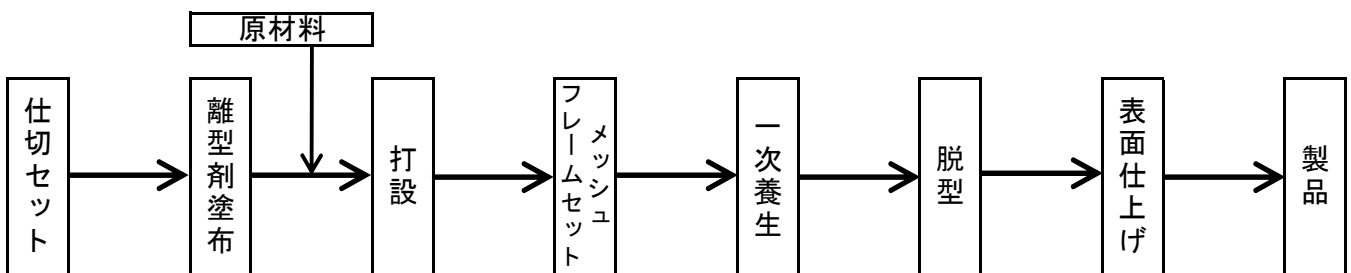 原材料
仕切セット
離型剤塗布
打設
メッシュ
フレームセット
一次養生
脱型
表面仕上げ
製品